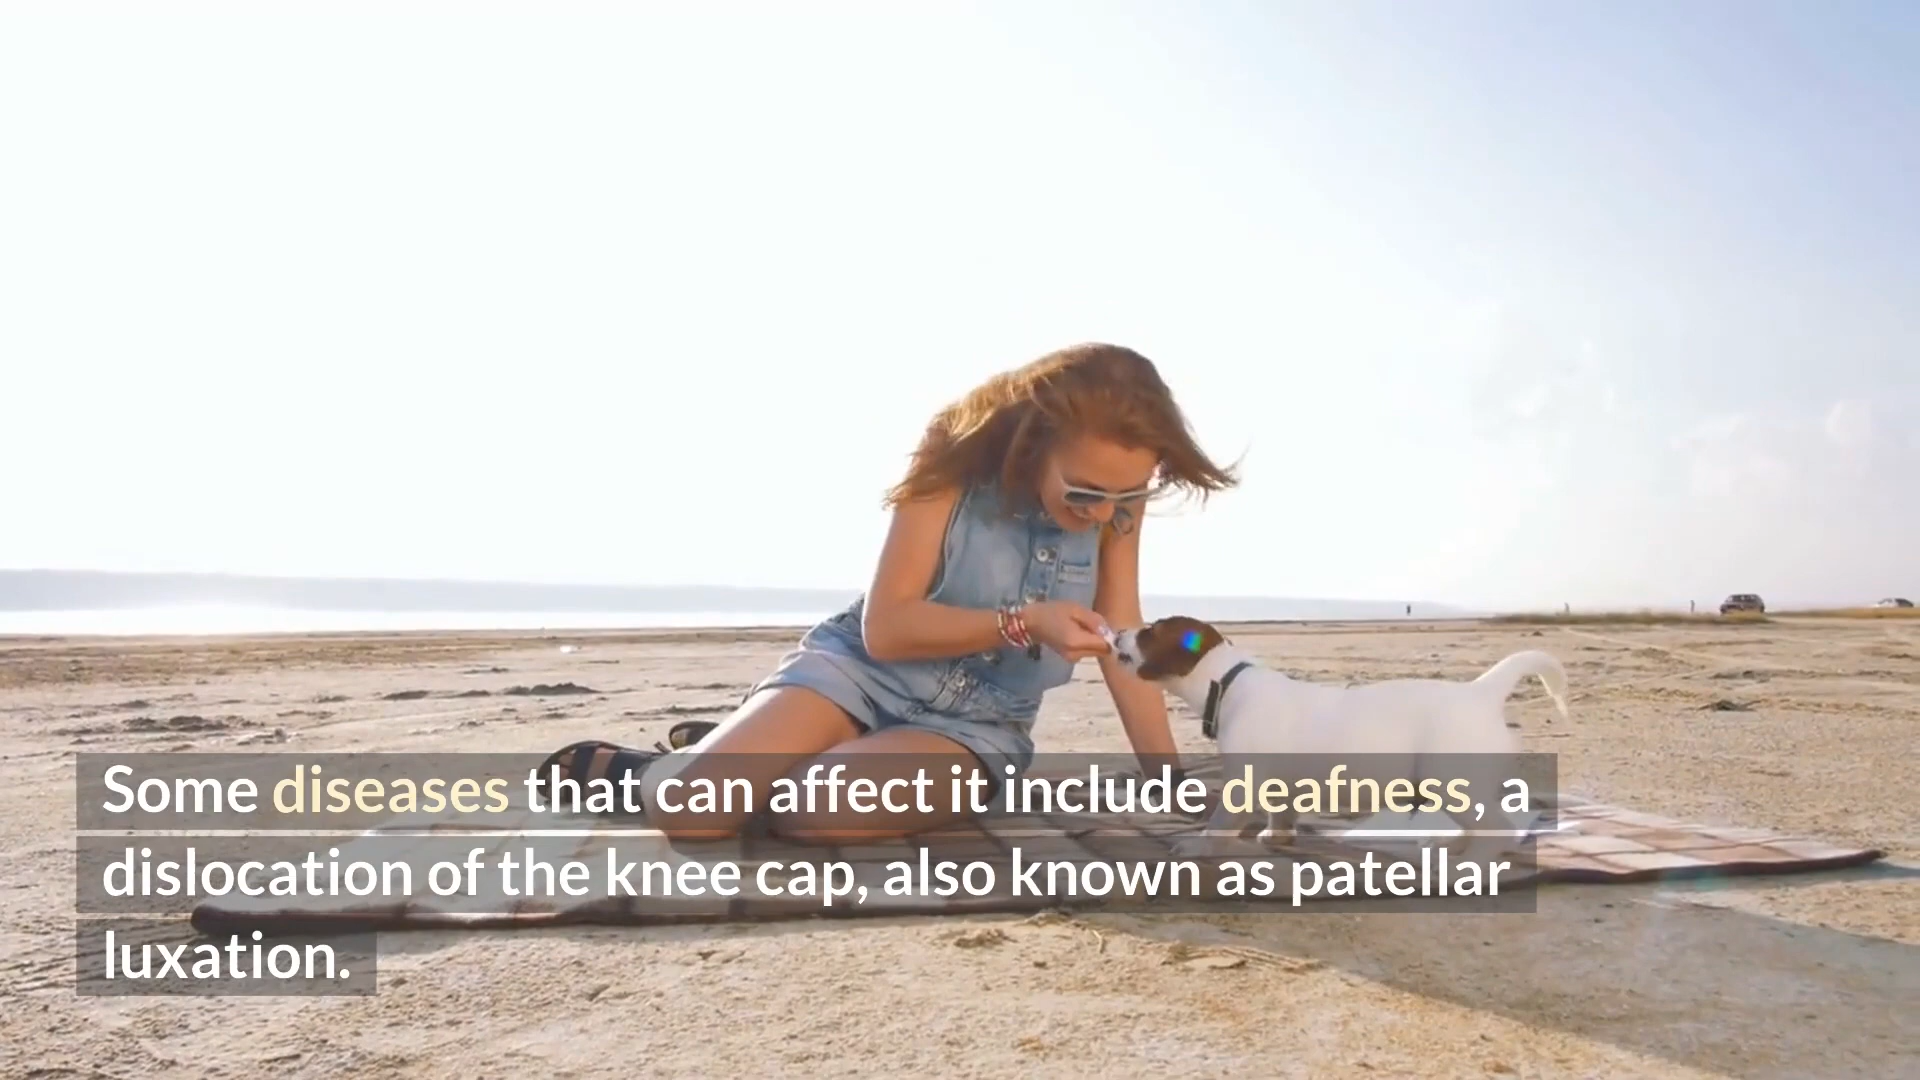 Some diseases that can affect it include deafness, a
dislocation of the knee cap, also known as patellar
luxation.